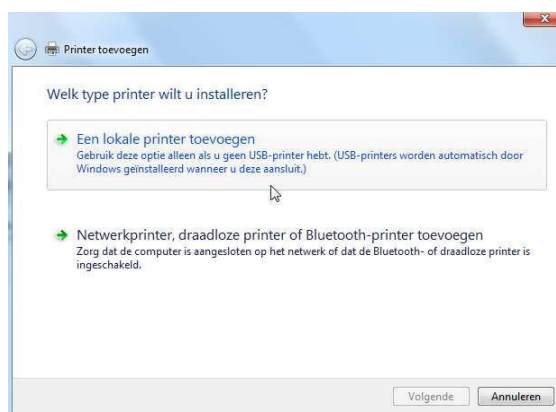 Printer toevoegen
Welk type printer wilt u installeren?
Een lokale printer toevoegen
Gebruik deze optie alleen als u geen USB-printer hebt. (USB-printers worden automatisch door
Windows geïnstalleerd wanneer u deze aansluit.)
Netwerkprinter, draadloze printer of Bluetooth-printer toevoegen
Zorg dat de computer is aangesloten op het netwerk of dat de Bluetooth- of draadloze printer is
ingeschakeld.
Volgende Annuleren